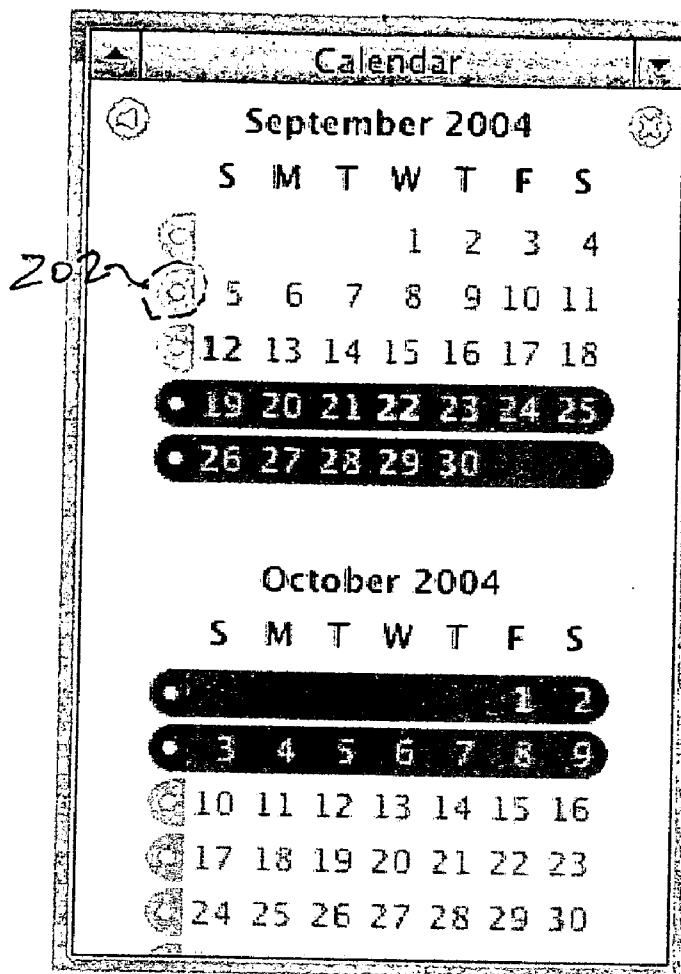 Calendar
September 2004
S M T W T F S
1 2 3 4
202
5 6 7 8 9 10 11
12 13 14 15 16 17 18
19 20 21 22 23 24 25
26 27 28 29 30
October 2004
S M T W T F S
1 2
3 4 5 6 7 8 9
10 11 12 13 14 15 16
17 18 19 20 21 22 23
24 25 26 27 28 29 30